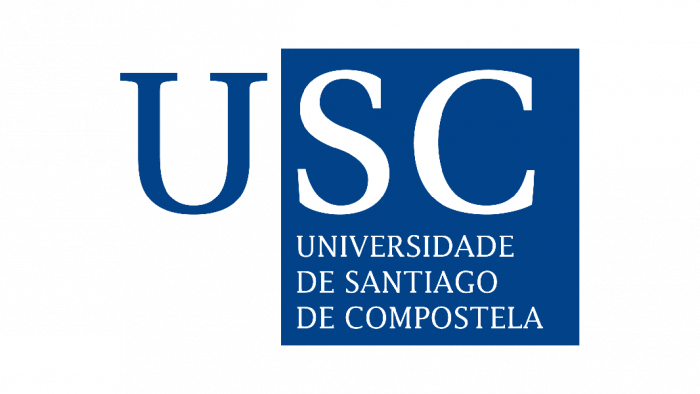 USC
UNIVERSIDADE
DE SANTIAGO
DE COMPOSTELA